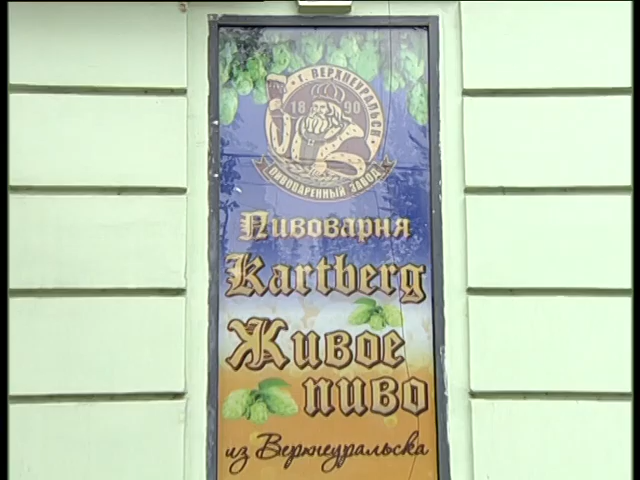 г. ВЕРХНЕУРАЛЬСК
18 90
ПИВОВАРЕННЫЙ ЗАВОД
Пивоварня
Kartberg
Живое
пиво
из Верхнеуральска